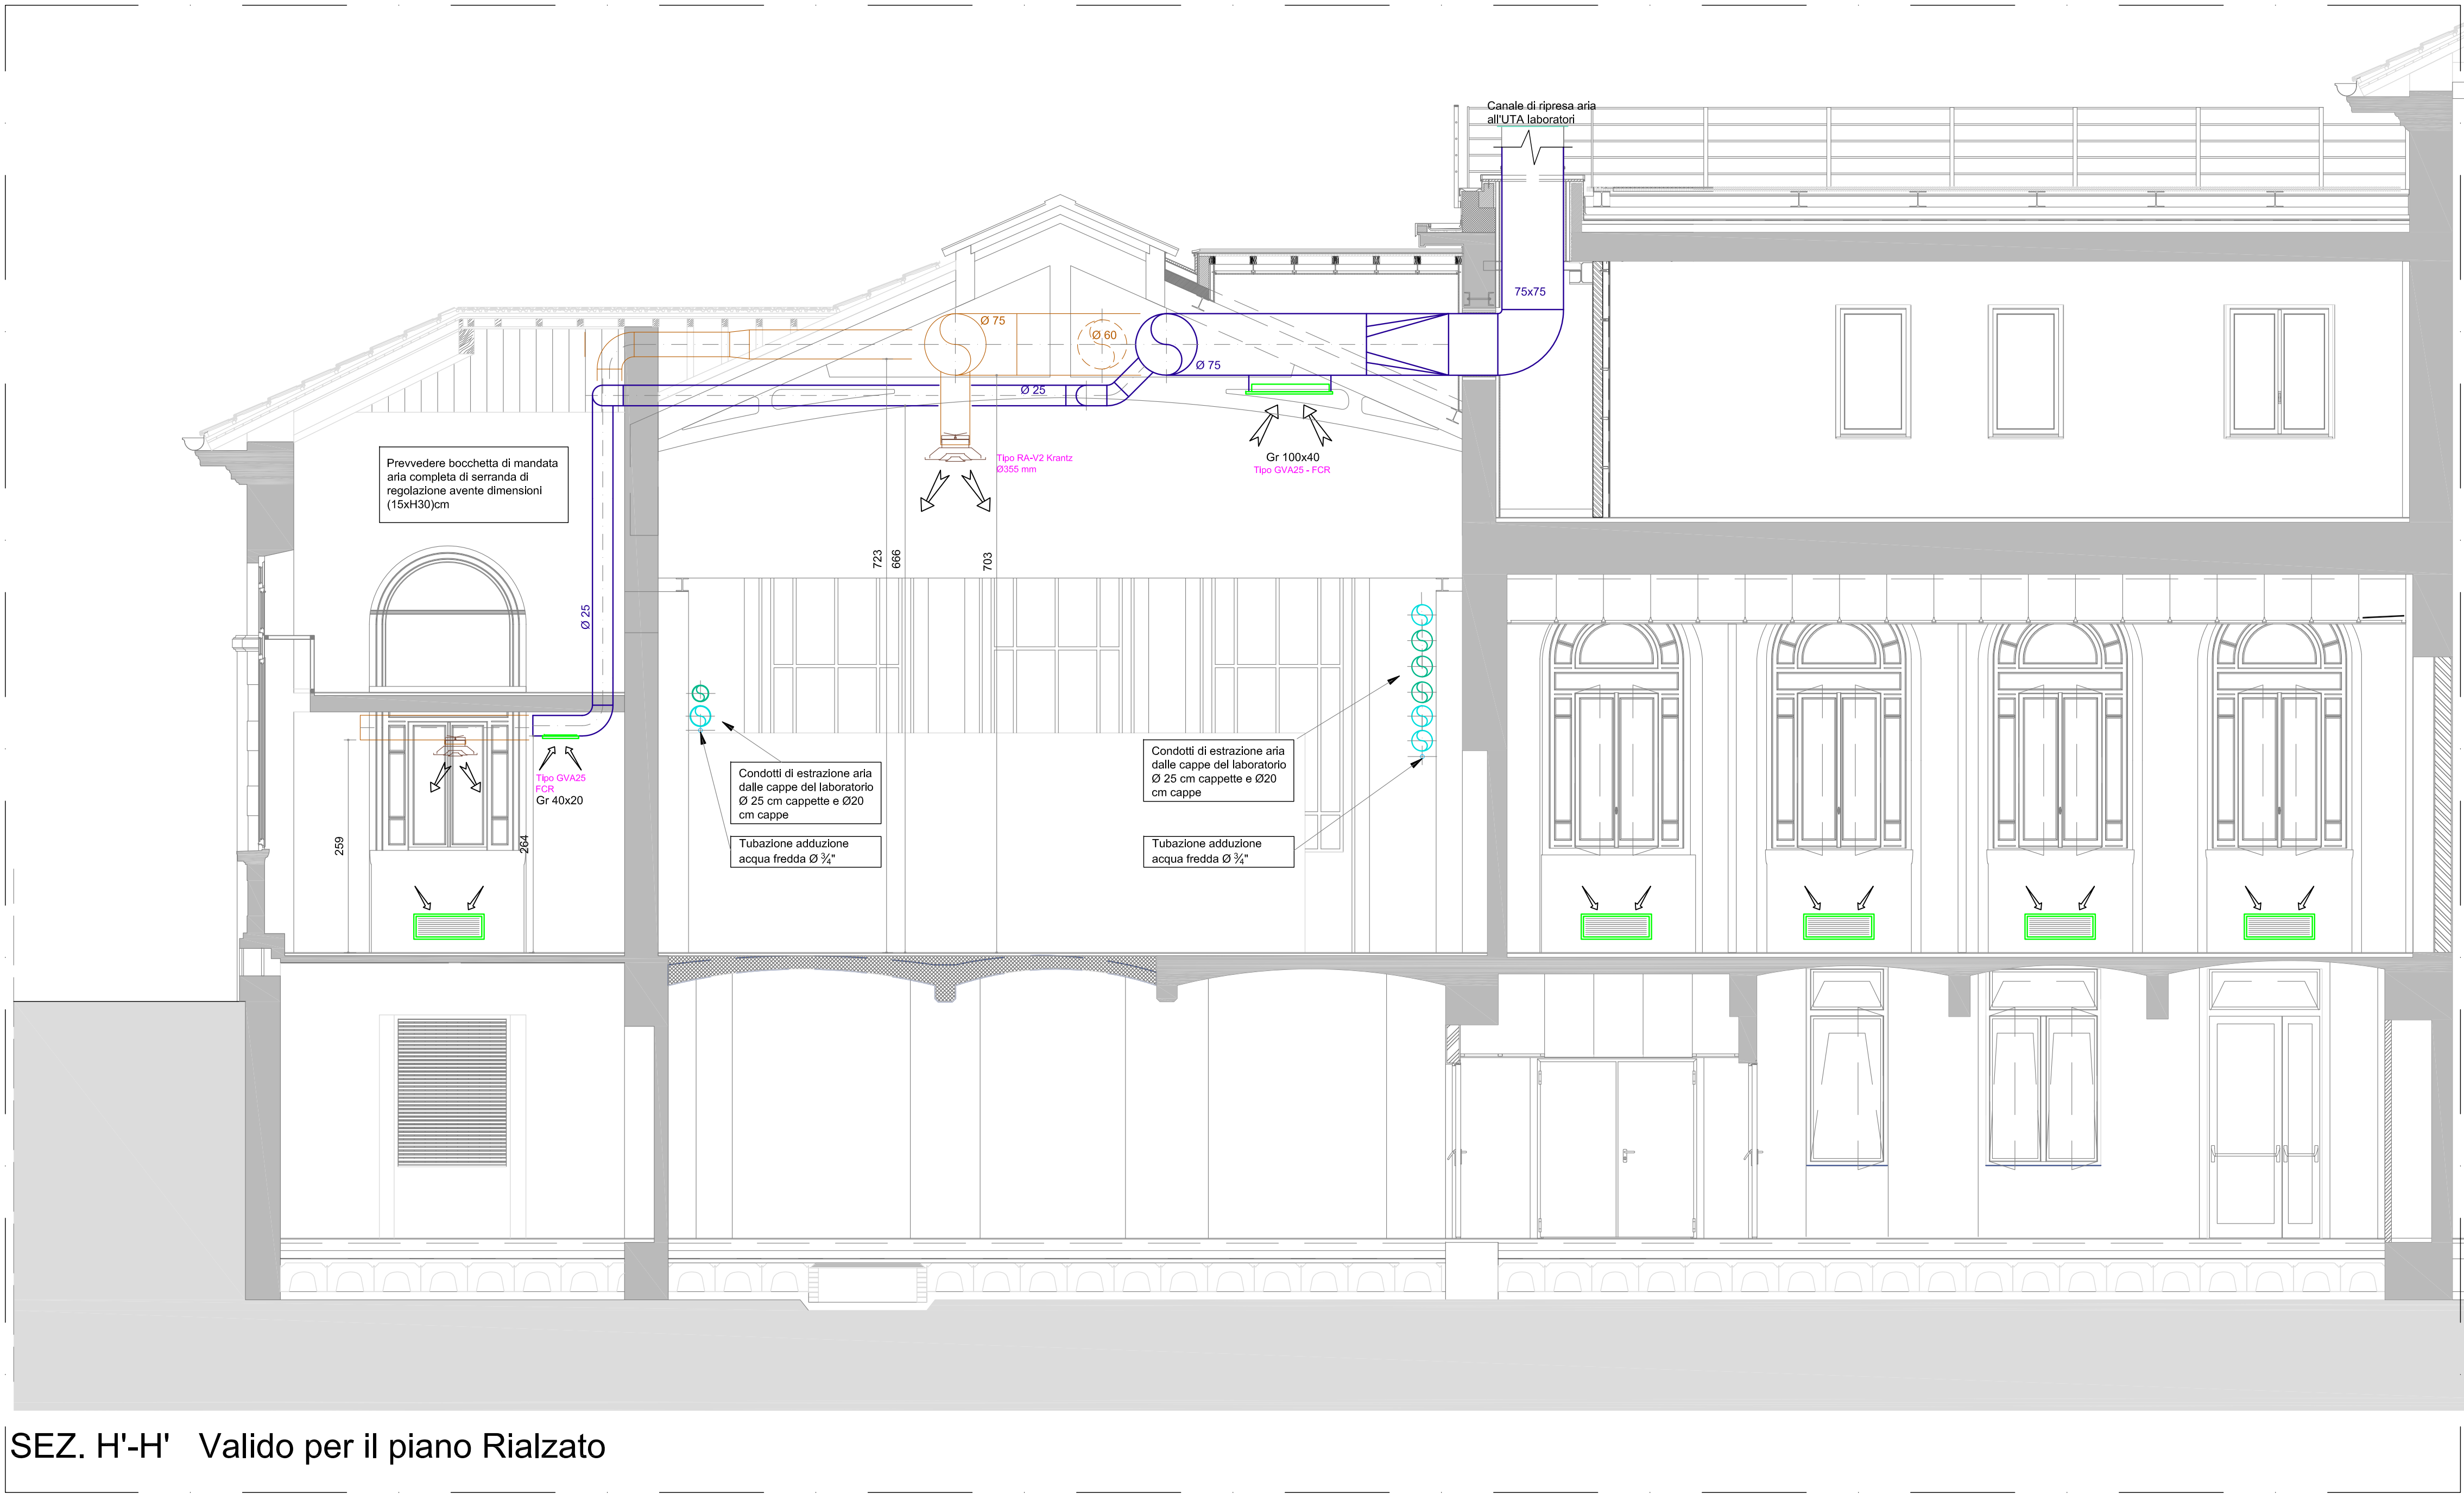 Canale di ripresa aria
all'UTA laboratori
75x75
Ø 75
Ø 60
Ø 75
Ø 25
Prevvedere bocchetta di mandata
aria completa di serranda di
regolazione avente dimensioni
(15xH30)cm
Tipo RA-V2 Krantz
Ø355 mm
Gr 100x40
Tipo GVA25 - FCR
723
666
703
Ø 25
Tipo GVA25
FCR
Gr 40x20
259
264
Condotti di estrazione aria
dalle cappe del laboratorio
Ø 25 cm cappette e Ø20
cm cappe
Tubazione adduzione
acqua fredda Ø ¾"
Condotti di estrazione aria
dalle cappe del laboratorio
Ø 25 cm cappette e Ø20
cm cappe
Tubazione adduzione
acqua fredda Ø ¾"
SEZ. H'-H' Valido per il piano Rialzato